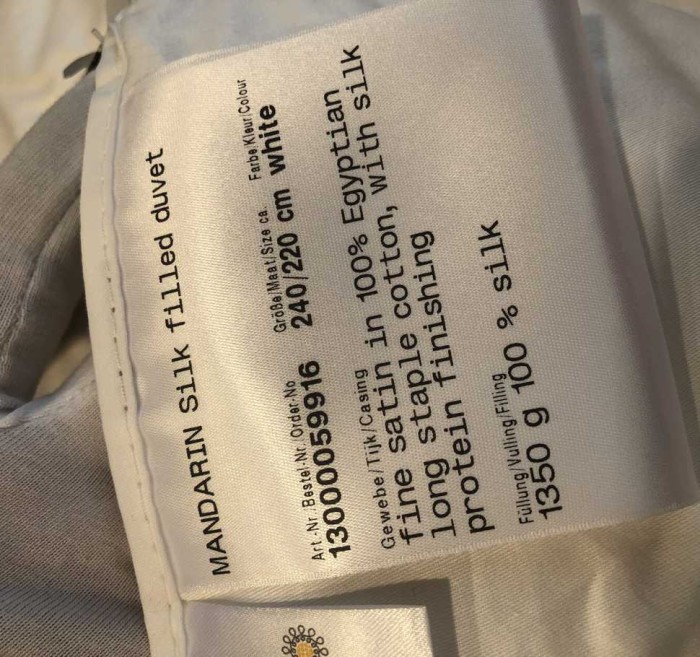 MANDARIN Silk filled duvet
Art.-Nr./Bestel-Nr./Order-No Größe/Maat/Size ca. Farbe/Kleur/Colour
13000059916 240/220 cm white
Gewebe/Tijk/Casing
fine satin in 100% Egyptian
long staple cotton, with silk
protein finishing
Füllung/Vulling/Filling
1350 g 100 % silk